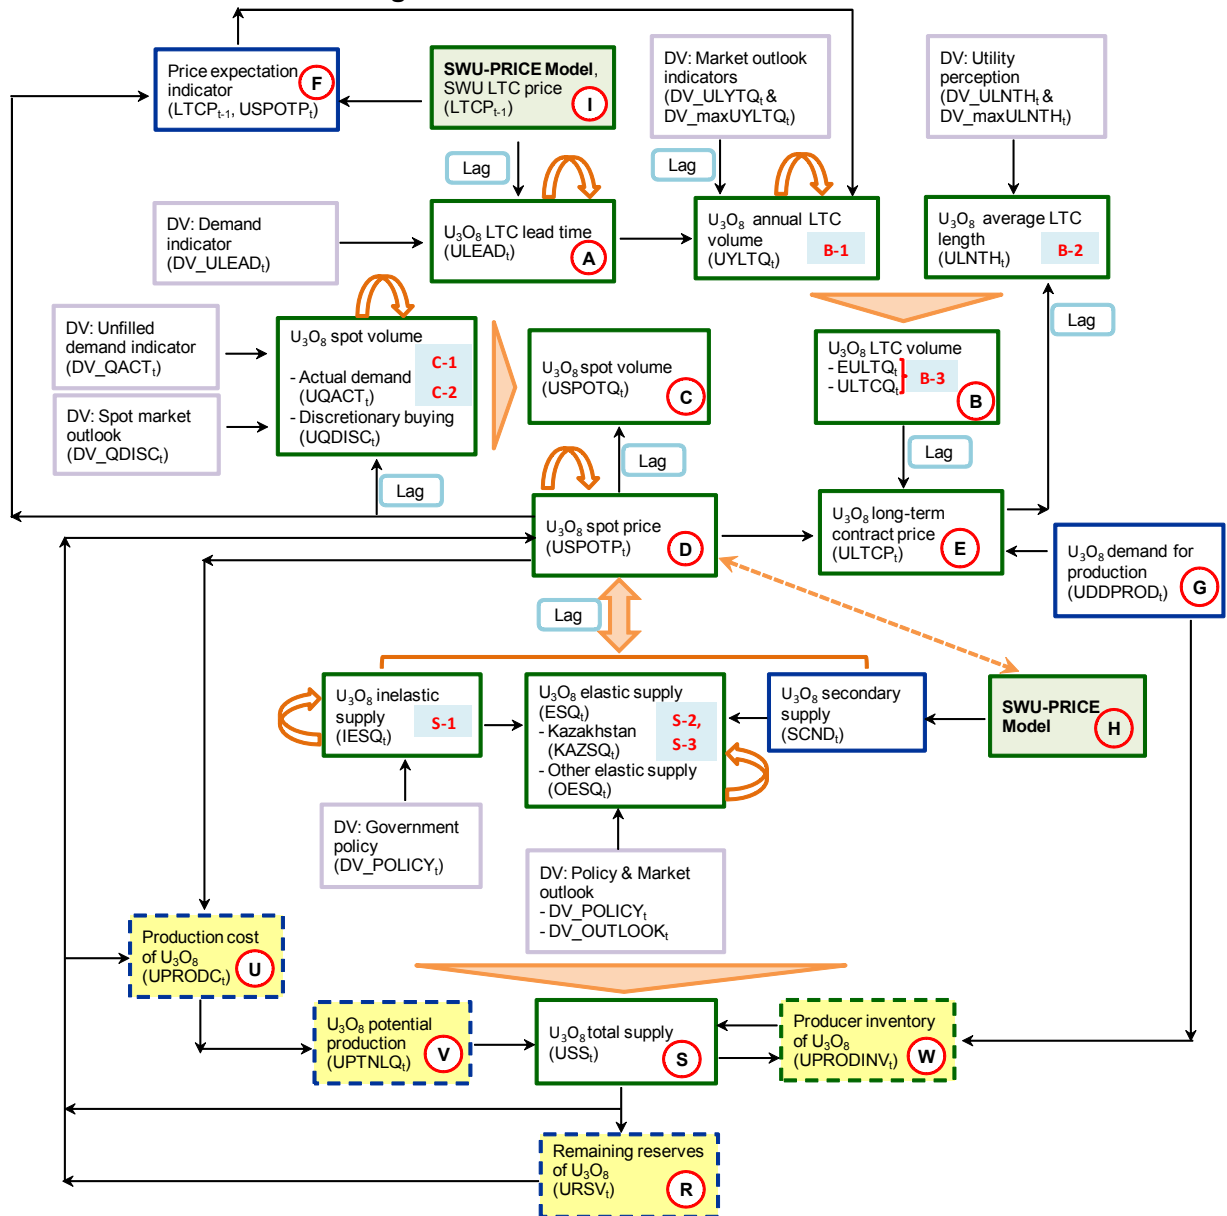 Price expectation
indicator
(LTCPt-1, USPOTPt)
F
SWU-PRICE Model,
SWU LTC price
(LTCPt-1)
I
DV: Market outlook
indicators
(DV_ULYTQt &
DV_maxUYLTQt)
DV: Utility
perception
(DV_ULNTHt &
DV_maxULNTHt)
Lag
Lag
DV: Demand
indicator
(DV_ULEADt)
U3O8 LTC lead time
(ULEADt)
A
U3O8 annual LTC
volume
(UYLTQt)
B-1
U3O8 average LTC
length
(ULNTHt)
B-2
DV: Unfilled
demand indicator
(DV_QACTt)
DV: Spot market
outlook
(DV_QDISCt)
U3O8 spot volume
- Actual demand
(UQACTt)
- Discretionary buying
(UQDISCt)
C-1
C-2
U3O8 spot volume
(USPOTQt)
C
U3O8 LTC volume
- EULTQt
- ULTCQt
B-3
B
Lag
Lag
Lag
Lag
U3O8 spot price
(USPOTPt)
D
U3O8 long-term
contract price
(ULTCPt)
E
U3O8 demand for
production
(UDDPRODt)
G
Lag
U3O8 inelastic
supply
(IESQt)
S-1
U3O8 elastic supply
(ESQt)
- Kazakhstan
(KAZSQt)
- Other elastic supply
(OESQt)
S-2,
S-3
U3O8 secondary
supply
(SCNDt)
SWU-PRICE
Model
H
DV: Government
policy
(DV_POLICYt)
DV: Policy & Market
outlook
- DV_POLICYt
- DV_OUTLOOKt
Production cost
of U3O8
(UPRODCt)
U
U3O8 potential
production
(UPTNLQt)
V
U3O8 total supply
(USSt)
S
Producer inventory
of U3O8
(UPRODINVt)
W
Remaining reserves
of U3O8
(URSVt)
R